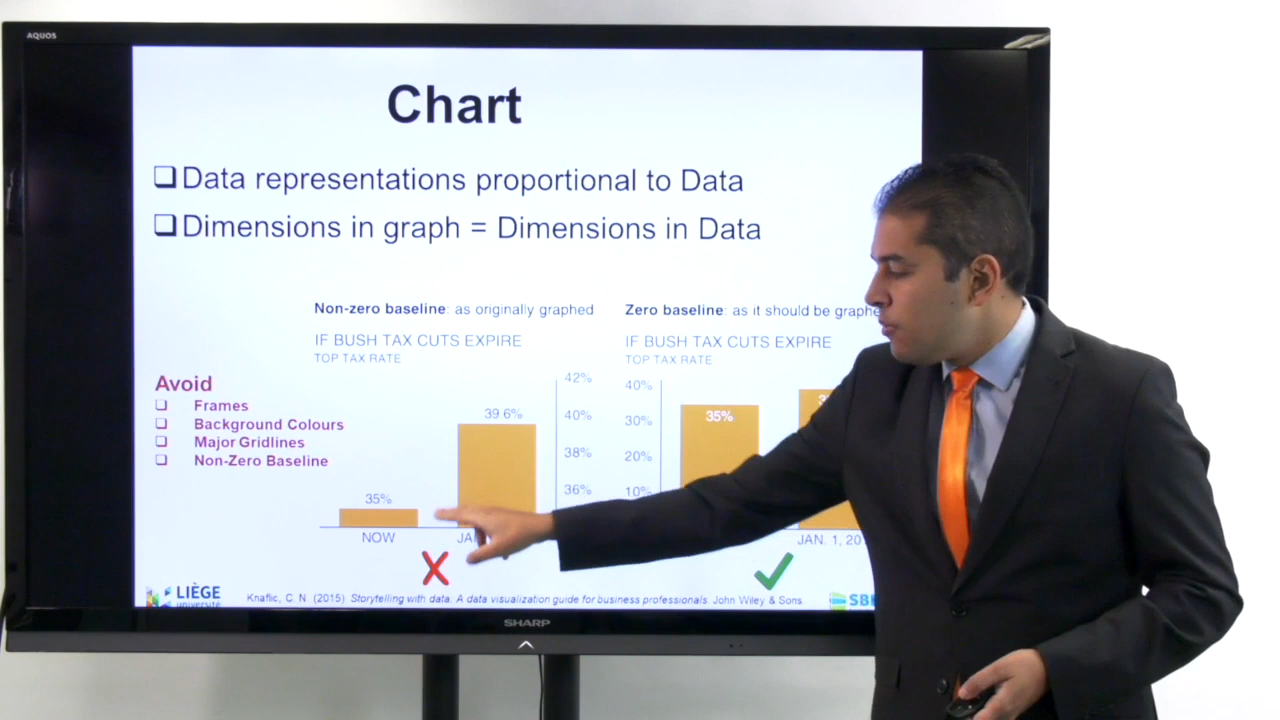 AQUOS
Chart
❑ Data representations proportional to Data
❑ Dimensions in graph = Dimensions in Data
Non-zero baseline: as originally graphed
IF BUSH TAX CUTS EXPIRE
TOP TAX RATE
42%
40%
38%
36%
39.6%
35%
NOW
Zero baseline: as it should be graphe
IF BUSH TAX CUTS EXPIRE
TOP TAX RATE
40%
30%
20%
10%
35%
JAN. 1, 20
Avoid
❑ Frames
❑ Background Colours
❑ Major Gridlines
❑ Non-Zero Baseline
LIÈGE
université
Knaflic, C. N. (2015) Storytelling with data. A data visualization guide for business professionals. John Wiley & Sons
SHARP